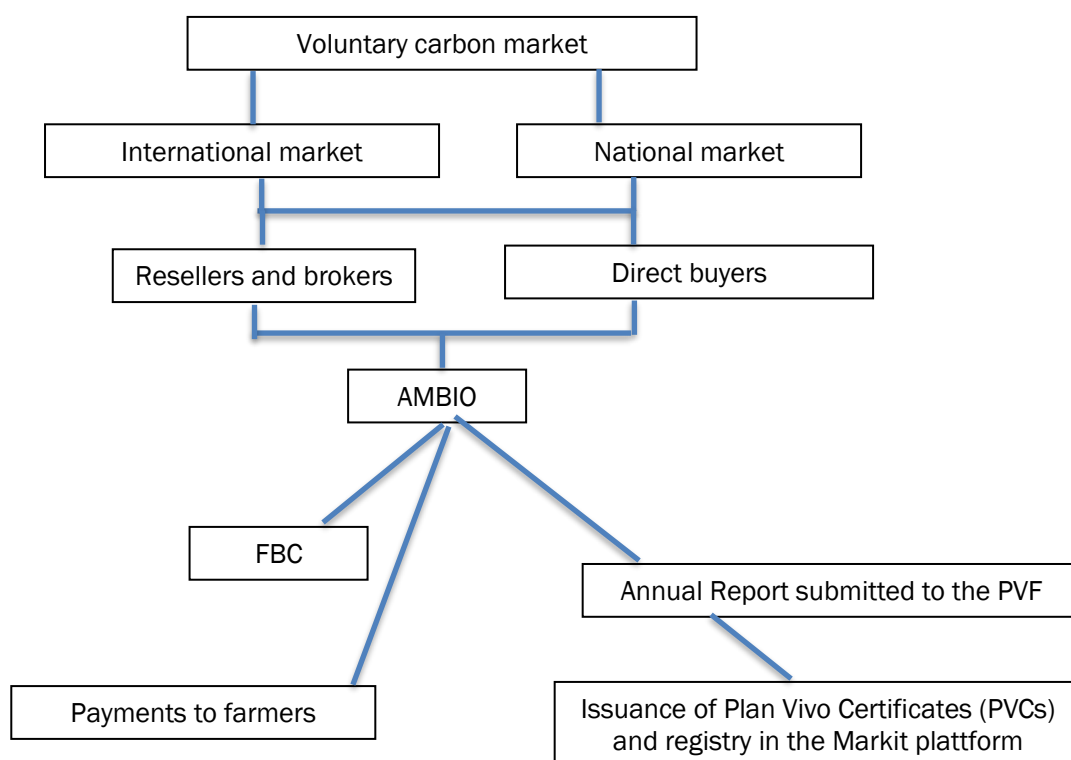 Voluntary carbon market
International market
National market
Resellers and brokers
Direct buyers
AMBIO
FBC
Annual Report submitted to the PVF
Payments to farmers
Issuance of Plan Vivo Certificates (PVCs)
and registry in the Markit plattform